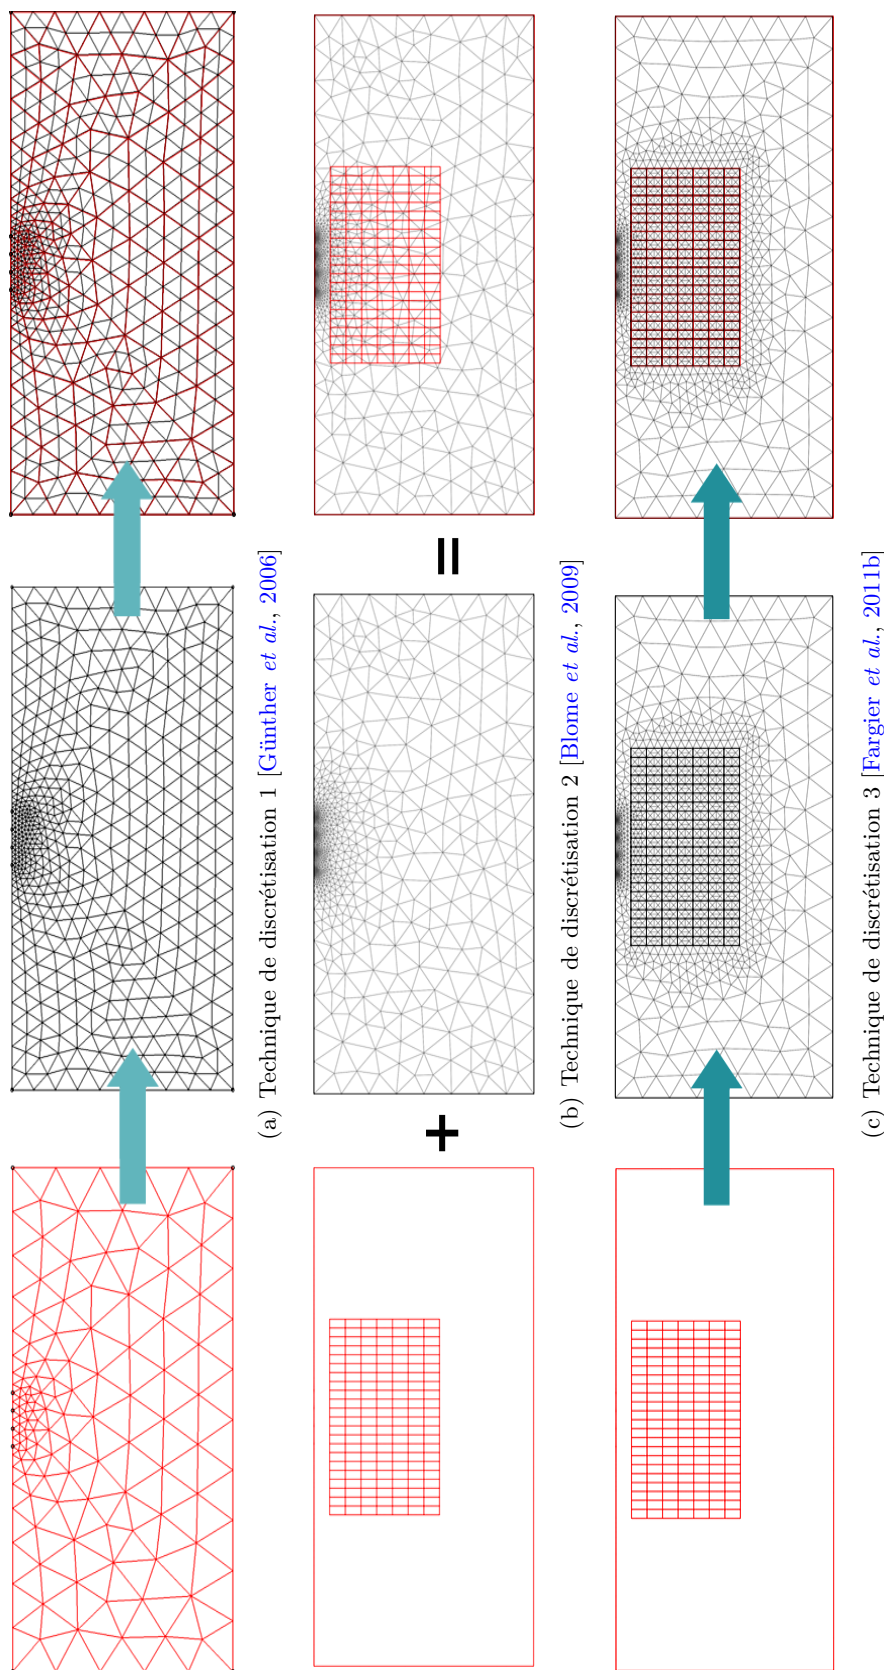 (a) Technique de discrétisation 1 [Günther et al., 2006]
(b) Technique de discrétisation 2 [Blome et al., 2009]
(c) Technique de discrétisation 3 [Fargier et al., 2011b]